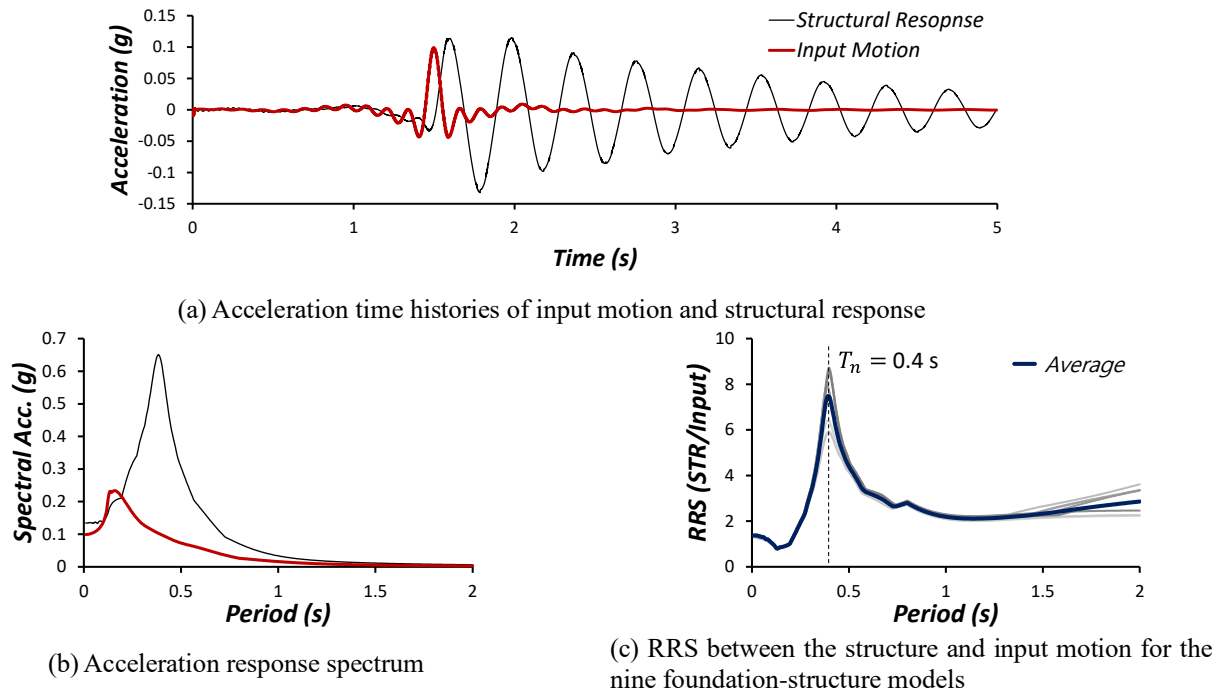 0.15
0.1
0.05
0
-0.05
-0.1
-0.15
Acceleration (g)
Structural Resopnse
Input Motion
0 1 2 3 4 5
Time (s)
(a) Acceleration time histories of input motion and structural response
0.7
0.6
0.5
0.4
0.3
0.2
0.1
0
Spectral Acc. (g)
0 0.5 1 1.5 2
Period (s)
(b) Acceleration response spectrum
10
8
6
4
2
0
RRS (STR/Input)
Tn = 0.4 s
Average
0 0.5 1 1.5 2
Period (s)
(c) RRS between the structure and input motion for the
nine foundation-structure models